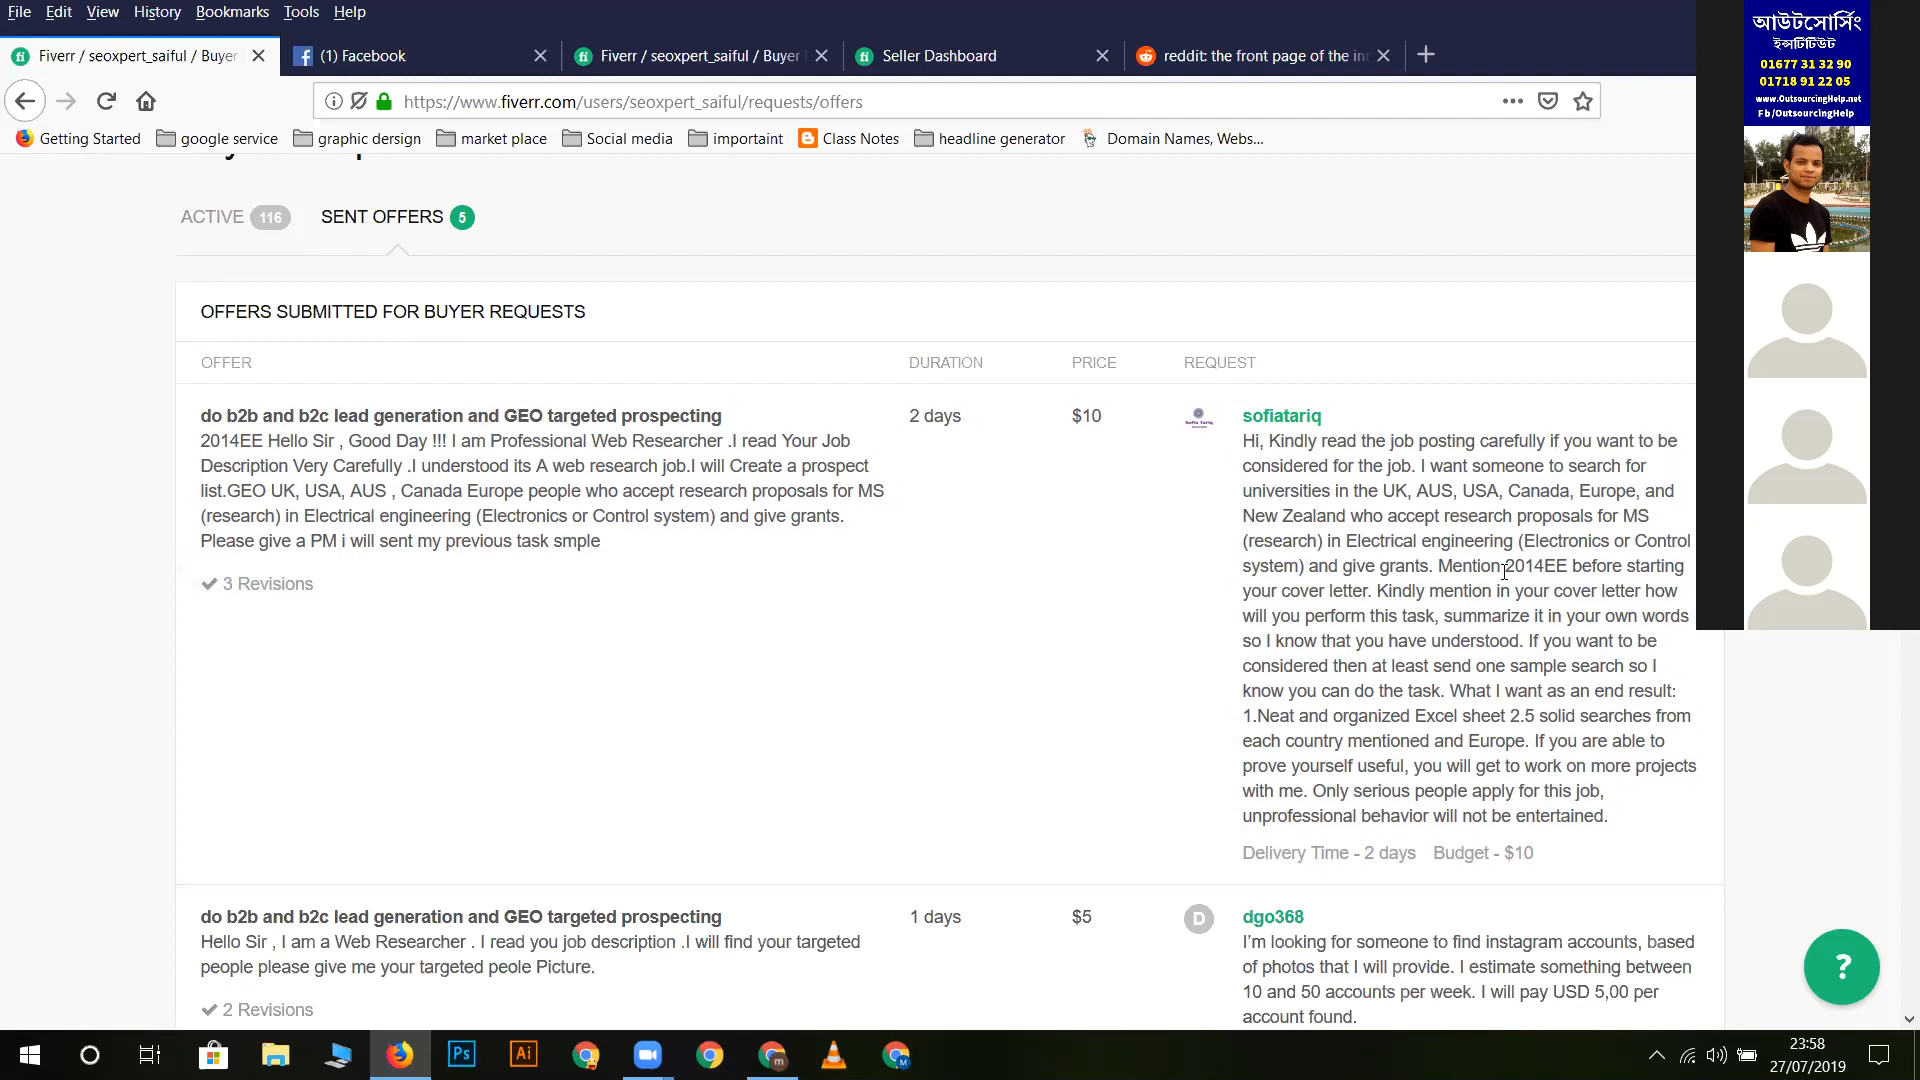 File Edit View History Bookmarks Tools Help
Fiverr / seoxpert_saiful / Buyer
(1) Facebook
Fiverr / seoxpert_saiful / Buyer
Seller Dashboard
reddit: the front page of the in
https://www.fiverr.com/users/seoxpert_saiful/requests/offers
Getting Started google service graphic dersign market place Social media importaint Class Notes headline generator Domain Names, Webs...
ACTIVE 116 SENT OFFERS 5
OFFERS SUBMITTED FOR BUYER REQUESTS
OFFER DURATION PRICE REQUEST
do b2b and b2c lead generation and GEO targeted prospecting
2014EE Hello Sir , Good Day !!! I am Professional Web Researcher .I read Your Job
Description Very Carefully .I understood its A web research job.I will Create a prospect
list.GEO UK, USA, AUS , Canada Europe people who accept research proposals for MS
(research) in Electrical engineering (Electronics or Control system) and give grants.
Please give a PM i will sent my previous task smple
3 Revisions
2 days
$10
Sofia Tariq
sofiatariq
Hi, Kindly read the job posting carefully if you want to be
considered for the job. I want someone to search for
universities in the UK, AUS, USA, Canada, Europe, and
New Zealand who accept research proposals for MS
(research) in Electrical engineering (Electronics or Control
system) and give grants. Mention 2014EE before starting
your cover letter. Kindly mention in your cover letter how
will you perform this task, summarize it in your own words
so I know that you have understood. If you want to be
considered then at least send one sample search so I
know you can do the task. What I want as an end result:
1.Neat and organized Excel sheet 2.5 solid searches from
each country mentioned and Europe. If you are able to
prove yourself useful, you will get to work on more projects
with me. Only serious people apply for this job,
unprofessional behavior will not be entertained.
Delivery Time - 2 days Budget - $10
do b2b and b2c lead generation and GEO targeted prospecting
Hello Sir , I am a Web Researcher . I read you job description .I will find your targeted
people please give me your targeted peole Picture.
2 Revisions
1 days
$5
D
dgo368
I'm looking for someone to find instagram accounts, based
of photos that I will provide. I estimate something between
10 and 50 accounts per week. I will pay USD 5,00 per
account found.
আউটসোর্সিং
ইন্সটিটিউট
01677 31 32 90
01718 91 22 05
www.OutsourcingHelp.net
Fb/OutsourcingHelp
?
Ps
Ai
23:58
27/07/2019